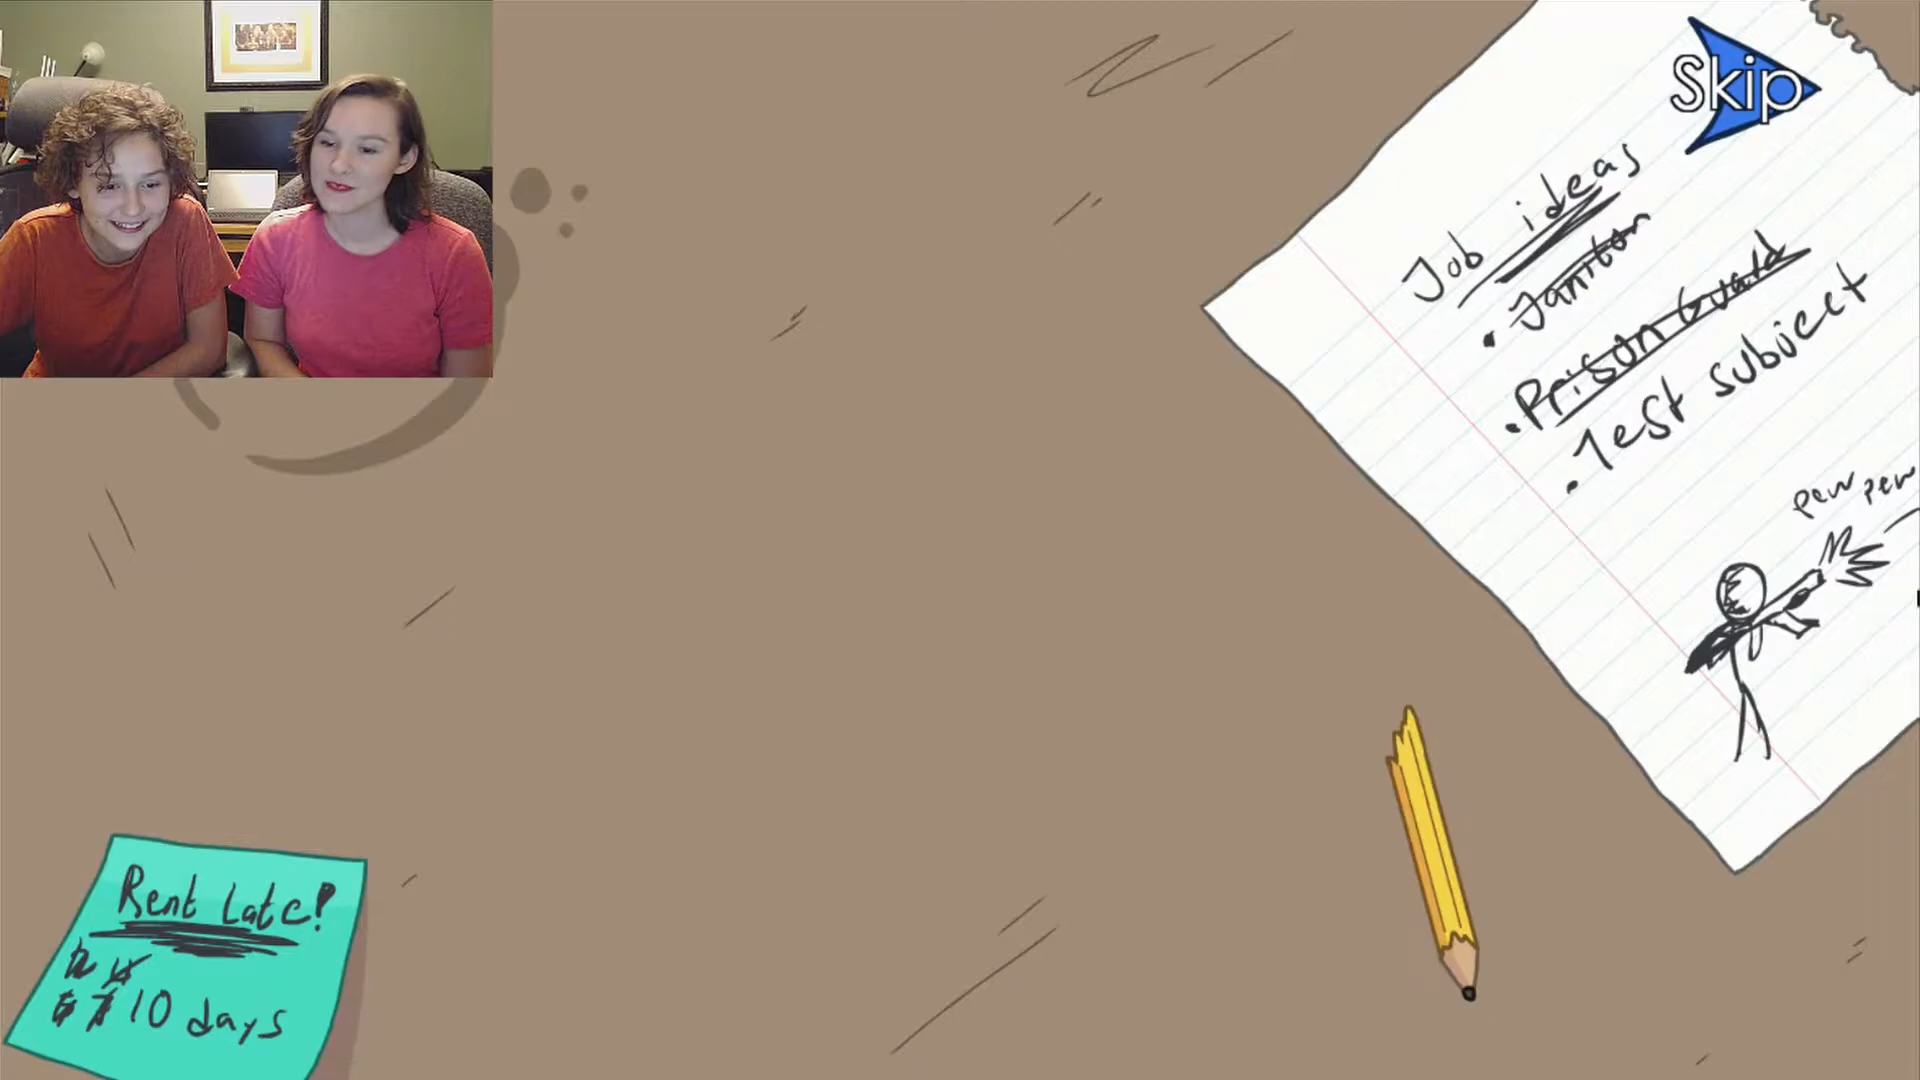 Skip
Job ideas
• Janitor
• Prison Guard
• Test subject
pew pew
Rent Late!
10 days